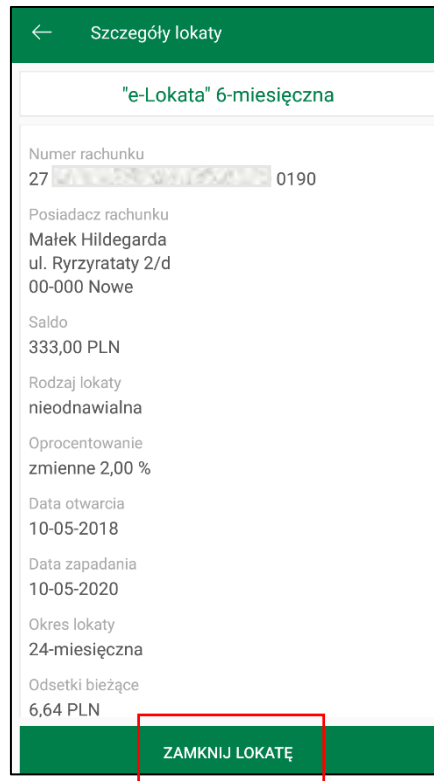 Szczegóły lokaty
"e-Lokata" 6-miesięczna
Numer rachunku
27 0190
Posiadacz rachunku
Małek Hildegarda
ul. Ryrzyrataty 2/d
00-000 Nowe
Saldo
333,00 PLN
Rodzaj lokaty
nieodnawialna
Oprocentowanie
zmienne 2,00 %
Data otwarcia
10-05-2018
Data zapadania
10-05-2020
Okres lokaty
24-miesięczna
Odsetki bieżące
6,64 PLN
ZAMKNIJ LOKATĘ